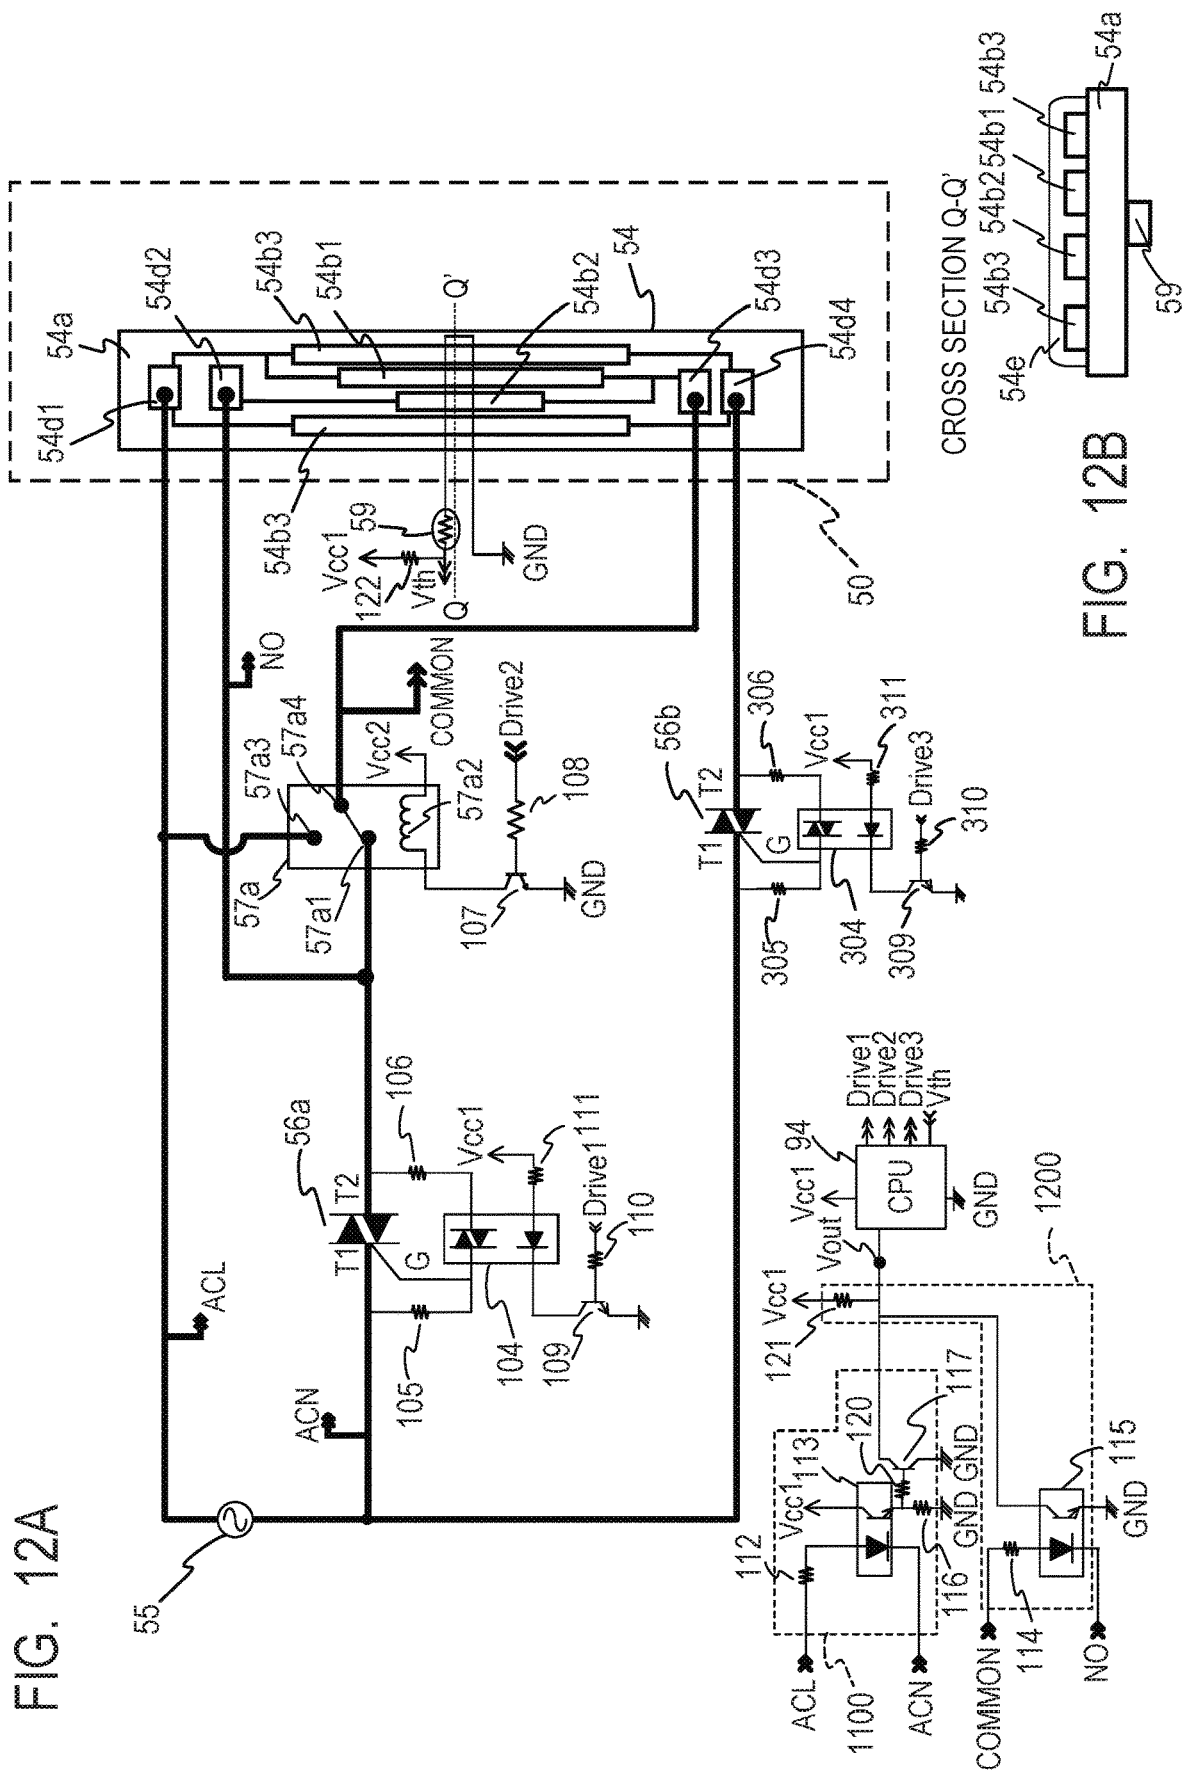 FIG. 12A
55
ACL
ACN
NO
COMMON
56a
T1
T2
G
105
106
104
Vcc1
111
Drive1
110
109
57a
57a3
57a4
57a1
57a2
Vcc2
Drive2
108
107
GND
54d1
54a
54d2
54b3
54b1
54
54b2
54d3
54d4
54b3
Vcc1
59
122
Vth
Q
Q'
GND
50
56b
T1
T2
G
305
306
304
Vcc1
311
Drive3
310
309
ACL
1100
ACN
112
Vcc1
113
120
117
116
GND
GND
COMMON
114
NO
115
GND
121
Vcc1
Vout
Vcc1
94
CPU
Drive1
Drive2
Drive3
Vth
GND
1200
FIG. 12B
CROSS SECTION Q-Q'
54e
54b3
54b2
54b1
54b3
54a
59